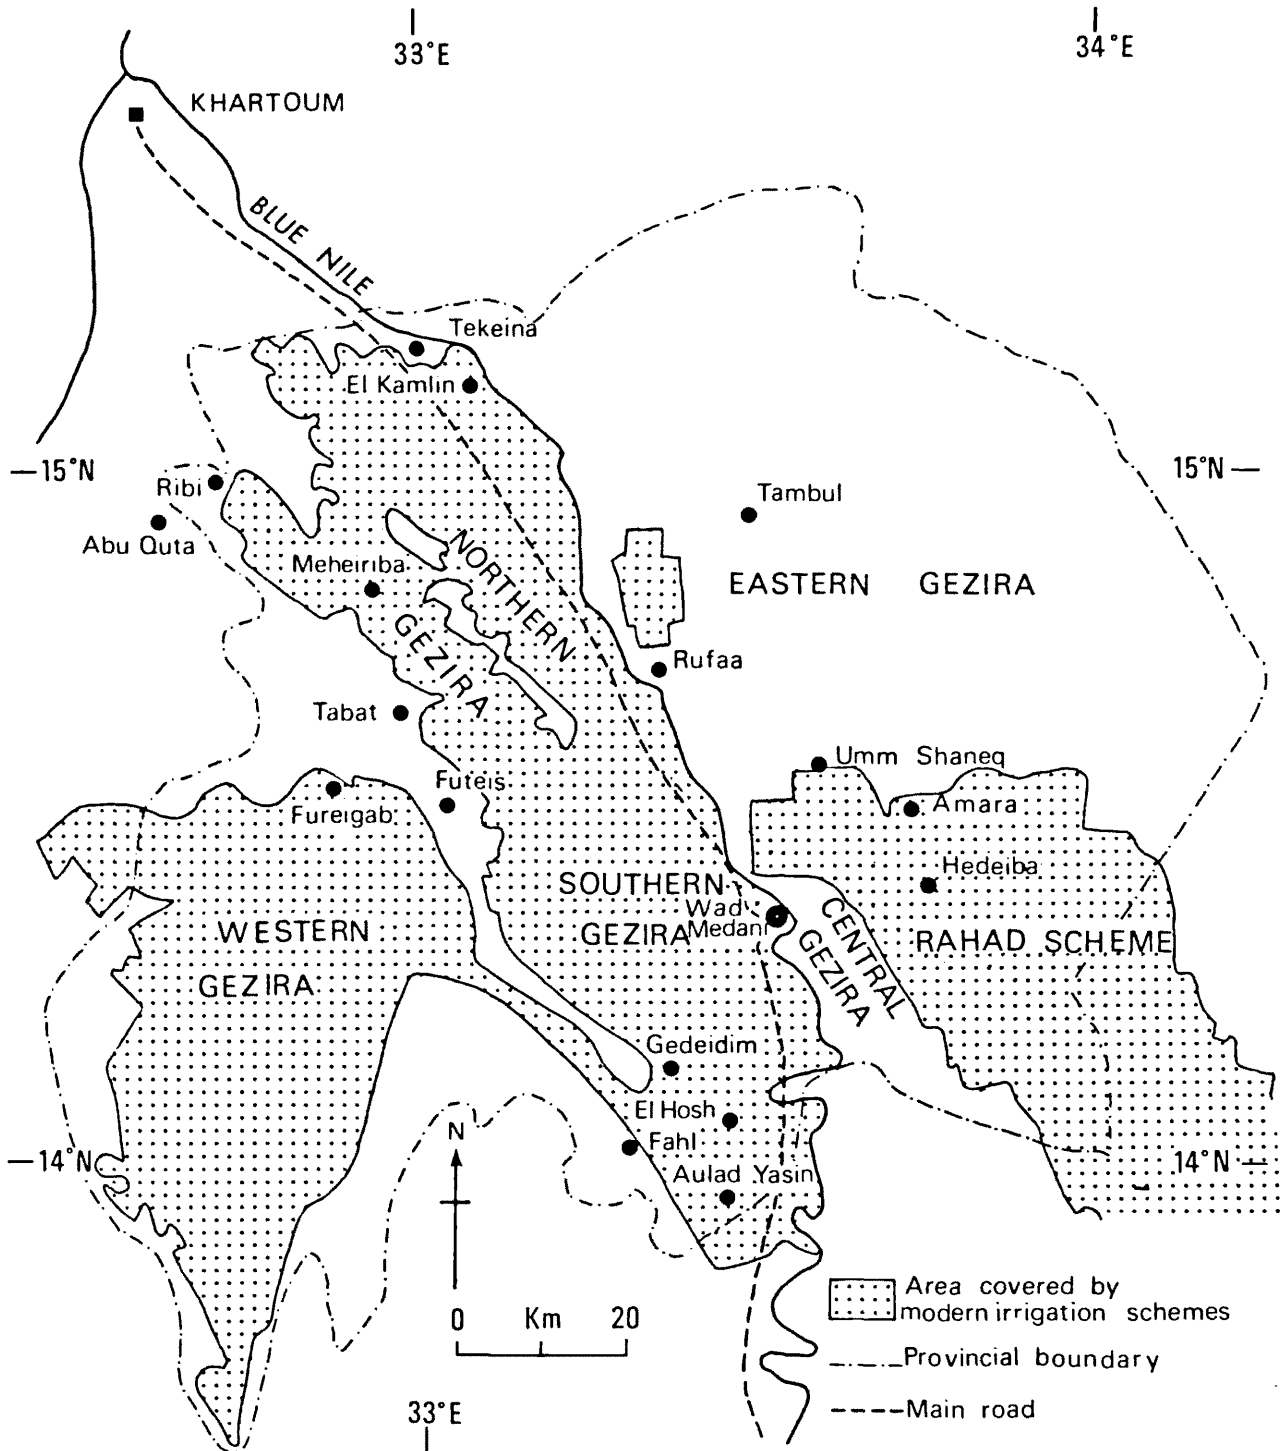 33°E
34°E
KHARTOUM
BLUE NILE
Tekeina
El Kamlin
15°N
15°N
Ribi
Tambul
Abu Quta
Meheiriba
NORTHERN
GEZIRA
EASTERN GEZIRA
Rufaa
Tabat
Umm Shaneq
Futeis
Fureigab
Amara
Hedeiba
SOUTHERN
GEZIRA
Wad
Medani
CENTRAL
GEZIRA
WESTERN
GEZIRA
RAHAD SCHEME
Gedeidim
El Hosh
Fahl
Aulad Yasin
N
14°N
14°N
0 Km 20
Area covered by
modern irrigation schemes
Provincial boundary
Main road
33°E